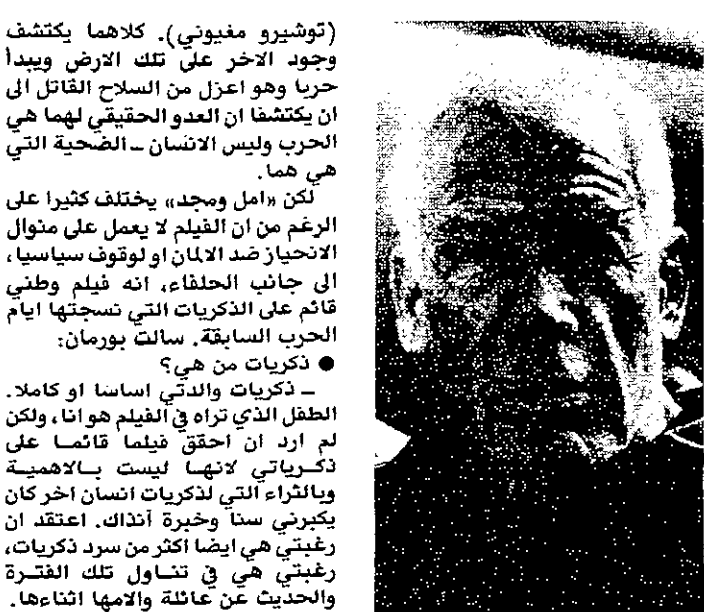 (توشيرو مفيوني). كلاهما يكتشف
وجود الاخر على تلك الارض ويبدأ
حربا وهو اعزل من السلاح القاتل الى
ان يكتشفا ان العدو الحقيقي لهما هي
الحرب وليس الانسان ــ الضحية التي
هي هما.
لكن «امل ومجد» يختلف كثيرا على
الرغم من ان الفيلم لا يعمل على منوال
الانحياز ضد الالمان او لوقوف سياسيا،
الى جانب الحلفاء، انه فيلم وطني
قائم على الذكريات التي نسجتها ايام
الحرب السابقة. سالت بورمان:
● ذكريات من هي؟
ــ ذكريات والدتي اساسا او كاملا.
الطفل الذي تراه في الفيلم هو انا، ولكن
لم ارد ان احقق فيلما قائما على
ذكرياتي لانها ليست بالاهمية
وبالثراء التي لذكريات انسان اخر كان
يكبرني سنا وخبرة آنذاك. اعتقد ان
رغبتي هي ايضا اكثر من سرد ذكريات،
رغبتي هي في تناول تلك الفترة
والحديث عن عائلة والامها اثناءها.